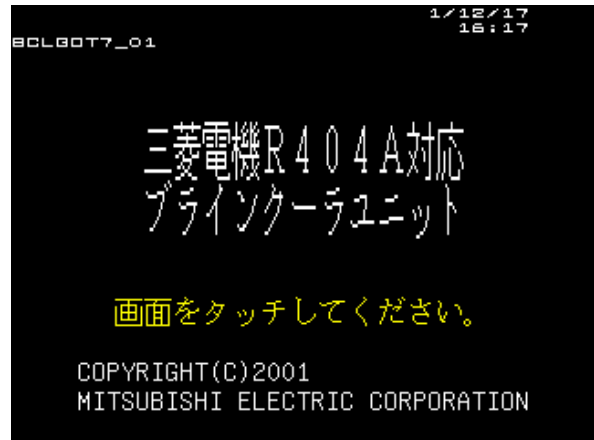 1/12/17
16:17
BCLGOT7_01
三菱電機R404A対応
ブラインクーラユニット
画面をタッチしてください。
COPYRIGHT(C)2001
MITSUBISHI ELECTRIC CORPORATION